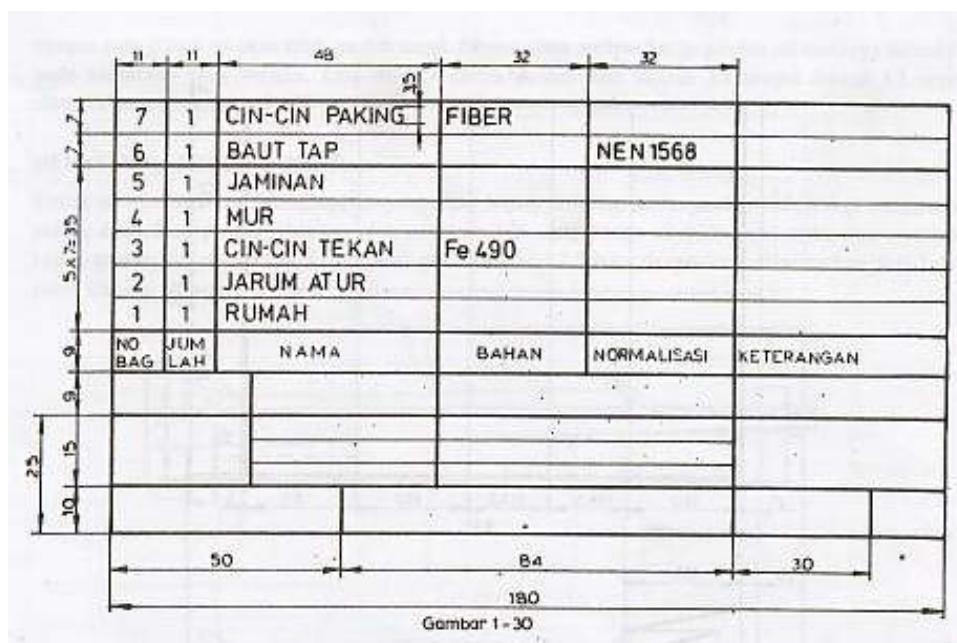 11 11 48 32 32
3,5
7 7 1 CIN-CIN PAKING FIBER
7 6 1 BAUT TAP NEN 1568
5 1 JAMINAN
4 1 MUR
5x7=35 3 1 CIN-CIN TEKAN Fe 490
2 1 JARUM ATUR
1 1 RUMAH
9 NO BAG JUM LAH NAMA BAHAN NORMALISASI KETERANGAN
9
25 15
10
50 84 30
180
Gambar 1-30